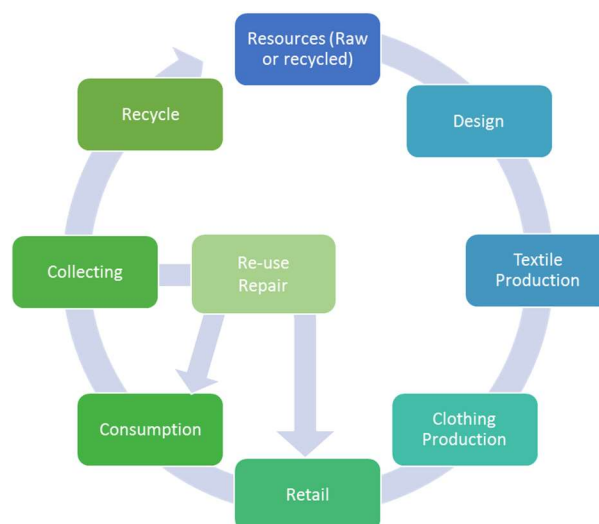 Resources (Raw
or recycled)
Design
Textile
Production
Clothing
Production
Retail
Consumption
Collecting
Recycle
Re-use
Repair